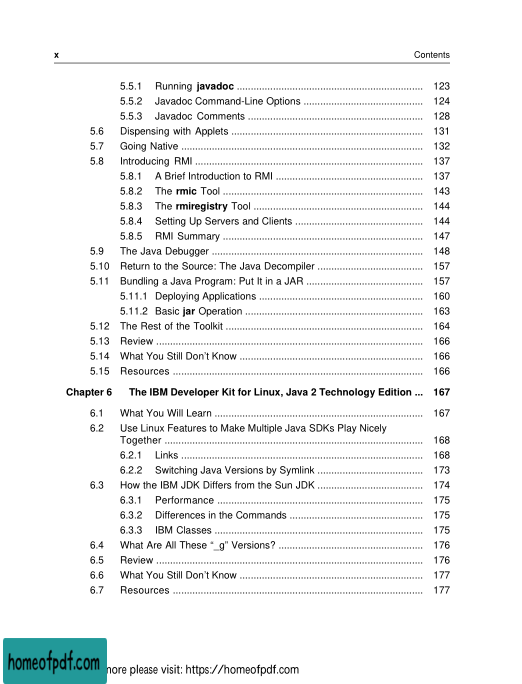 x Contents
5.5.1 Running javadoc ................................................................... 123
5.5.2 Javadoc Command-Line Options ........................................... 124
5.5.3 Javadoc Comments ............................................................... 128
5.6 Dispensing with Applets ..................................................................... 131
5.7 Going Native ....................................................................................... 132
5.8 Introducing RMI .................................................................................. 137
5.8.1 A Brief Introduction to RMI ..................................................... 137
5.8.2 The rmic Tool ........................................................................ 143
5.8.3 The rmiregistry Tool ............................................................. 144
5.8.4 Setting Up Servers and Clients .............................................. 144
5.8.5 RMI Summary ........................................................................ 147
5.9 The Java Debugger ............................................................................ 148
5.10 Return to the Source: The Java Decompiler ...................................... 157
5.11 Bundling a Java Program: Put It in a JAR .......................................... 157
5.11.1 Deploying Applications ........................................................... 160
5.11.2 Basic jar Operation ................................................................ 163
5.12 The Rest of the Toolkit ....................................................................... 164
5.13 Review ................................................................................................ 166
5.14 What You Still Don’t Know .................................................................. 166
5.15 Resources .......................................................................................... 166
Chapter 6 The IBM Developer Kit for Linux, Java 2 Technology Edition ... 167
6.1 What You Will Learn ........................................................................... 167
6.2 Use Linux Features to Make Multiple Java SDKs Play Nicely
Together ............................................................................................. 168
6.2.1 Links ....................................................................................... 168
6.2.2 Switching Java Versions by Symlink ...................................... 173
6.3 How the IBM JDK Differs from the Sun JDK ...................................... 174
6.3.1 Performance .......................................................................... 175
6.3.2 Differences in the Commands ................................................ 175
6.3.3 IBM Classes ........................................................................... 175
6.4 What Are All These “_g” Versions? .................................................... 176
6.5 Review ................................................................................................ 176
6.6 What You Still Don’t Know .................................................................. 177
6.7 Resources .......................................................................................... 177
homeofpdf.com
more please visit: https://homeofpdf.com